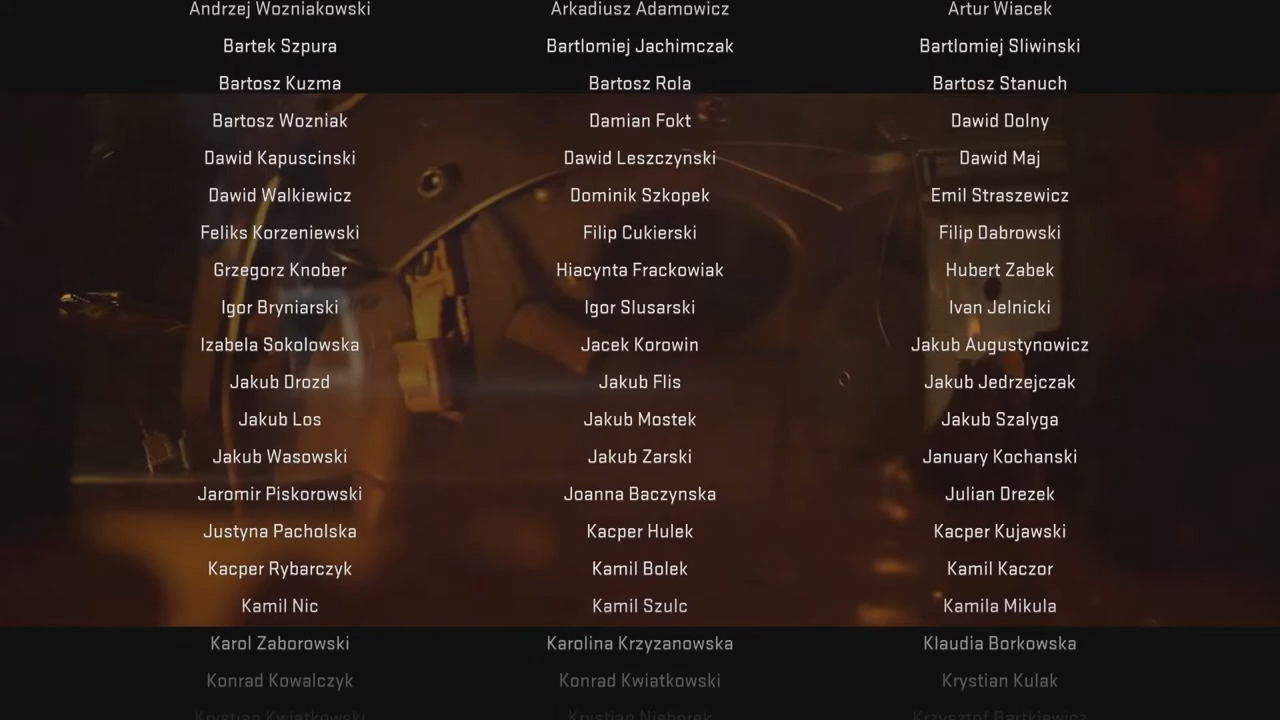 Andrzej Wozniakowski Arkadiusz Adamowicz Artur Wiacek
Bartek Szpura Bartlomiej Jachimczak Bartlomiej Sliwinski
Bartosz Kuzma Bartosz Rola Bartosz Stanuch
Bartosz Wozniak Damian Fokt Dawid Dolny
Dawid Kapuscinski Dawid Leszczynski Dawid Maj
Dawid Walkiewicz Dominik Szkopek Emil Straszewicz
Feliks Korzeniewski Filip Cukierski Filip Dabrowski
Grzegorz Knober Hiacynta Frackowiak Hubert Zabek
Igor Bryniarski Igor Slusarski Ivan Jelnicki
Izabela Sokolowska Jacek Korowin Jakub Augustynowicz
Jakub Drozd Jakub Flis Jakub Jedrzejczak
Jakub Los Jakub Mostek Jakub Szalyga
Jakub Wasowski Jakub Zarski January Kochanski
Jaromir Piskorowski Joanna Baczynska Julian Drezek
Justyna Pacholska Kacper Hulek Kacper Kujawski
Kacper Rybarczyk Kamil Bolek Kamil Kaczor
Kamil Nic Kamil Szulc Kamila Mikula
Karol Zaborowski Karolina Krzyzanowska Klaudia Borkowska
Konrad Kowalczyk Konrad Kwiatkowski Krystian Kulak
Krystian Kwiatkowski Krystian Nieborek Krzysztof Bartkiewicz